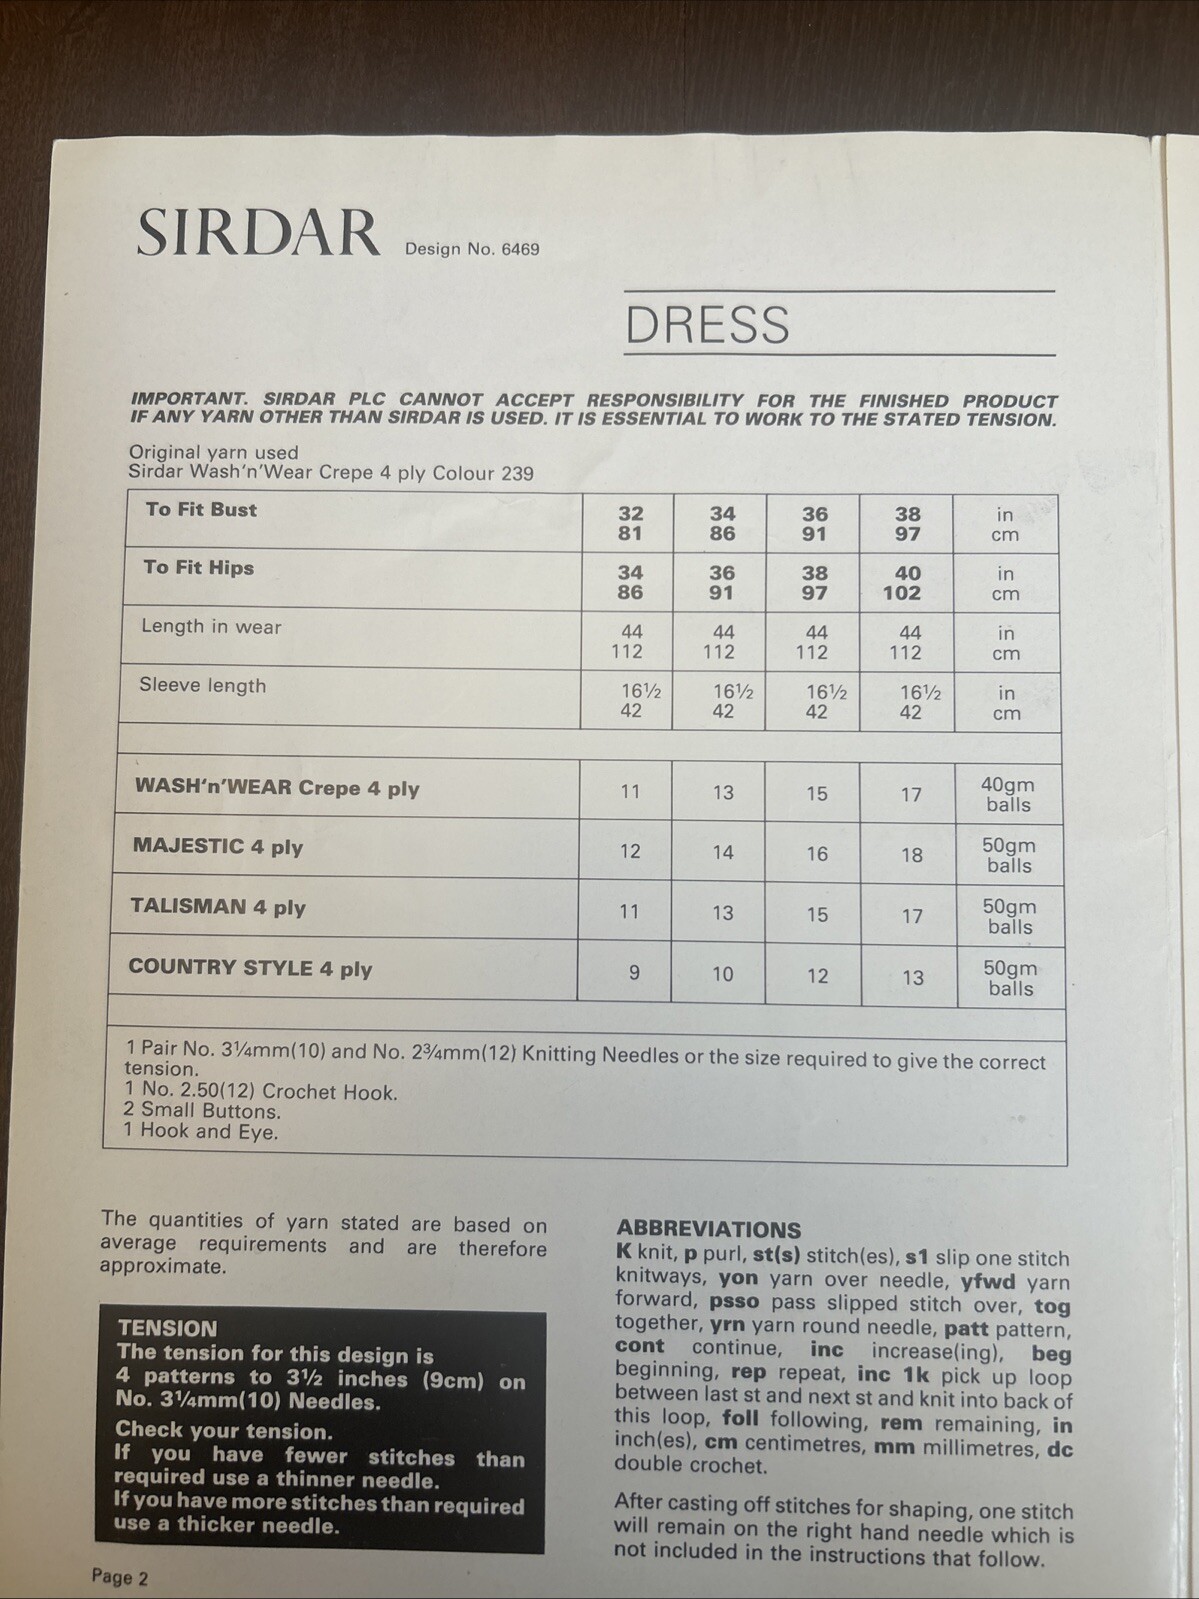 SIRDAR Design No. 6469
DRESS
IMPORTANT. SIRDAR PLC CANNOT ACCEPT RESPONSIBILITY FOR THE FINISHED PRODUCT
IF ANY YARN OTHER THAN SIRDAR IS USED. IT IS ESSENTIAL TO WORK TO THE STATED TENSION.
Original yarn used
Sirdar Wash'n'Wear Crepe 4 ply Colour 239
To Fit Bust 32 34 36 38 in
81 86 91 97 cm
To Fit Hips 34 36 38 40 in
86 91 97 102 cm
Length in wear 44 44 44 44 in
112 112 112 112 cm
Sleeve length 16½ 16½ 16½ 16½ in
42 42 42 42 cm
WASH'n'WEAR Crepe 4 ply 11 13 15 17 40gm
balls
MAJESTIC 4 ply 12 14 16 18 50gm
balls
TALISMAN 4 ply 11 13 15 17 50gm
balls
COUNTRY STYLE 4 ply 9 10 12 13 50gm
balls
1 Pair No. 3¼mm(10) and No. 2¾mm(12) Knitting Needles or the size required to give the correct
tension.
1 No. 2.50(12) Crochet Hook.
2 Small Buttons.
1 Hook and Eye.
The quantities of yarn stated are based on
average requirements and are therefore
approximate.
TENSION
The tension for this design is
4 patterns to 3½ inches (9cm) on
No. 3¼mm(10) Needles.
Check your tension.
If you have fewer stitches than
required use a thinner needle.
If you have more stitches than required
use a thicker needle.
Page 2
ABBREVIATIONS
K knit, p purl, st(s) stitch(es), s1 slip one stitch
knitways, yon yarn over needle, yfwd yarn
forward, psso pass slipped stitch over, tog
together, yrn yarn round needle, patt pattern,
cont continue, inc increase(ing), beg
beginning, rep repeat, inc 1k pick up loop
between last st and next st and knit into back of
this loop, foll following, rem remaining, in
inch(es), cm centimetres, mm millimetres, dc
double crochet.
After casting off stitches for shaping, one stitch
will remain on the right hand needle which is
not included in the instructions that follow.